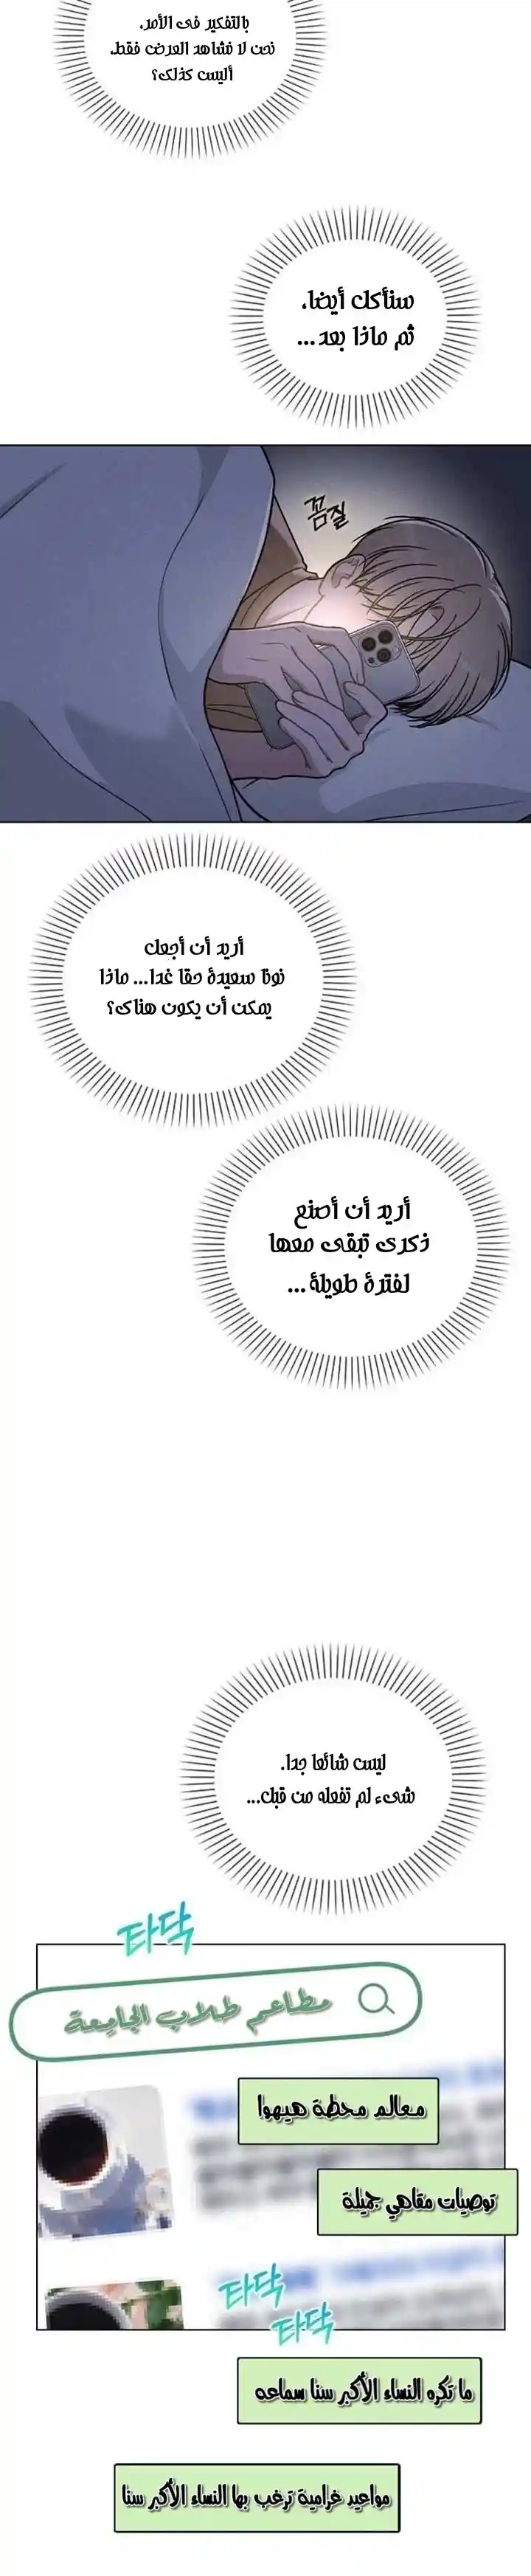 بالتفكير في الأمر،
نحن لا نشاهد العرض فقط،
أليست كذلك؟
سنأكل أيضا،
ثم ماذا بعد...
꼼질
أريد أن أجعل
نونا سعيدة حقا غدا... ماذا
يمكن أن يكون هناك؟
أريد أن أصنع
ذكرى تبقى معها
لفترة طويلة...
ليست شائعا جدا.
شيء لم تفعله من قبل...
타닥
مطاعم طلاب الجامعة
معالم محطة هيهوا
توصيات مقاهي جميلة
타닥
타닥
ما تكره النساء الأكبر سنا سماعه
مواعيد غرامية ترغب بها النساء الأكبر سنا